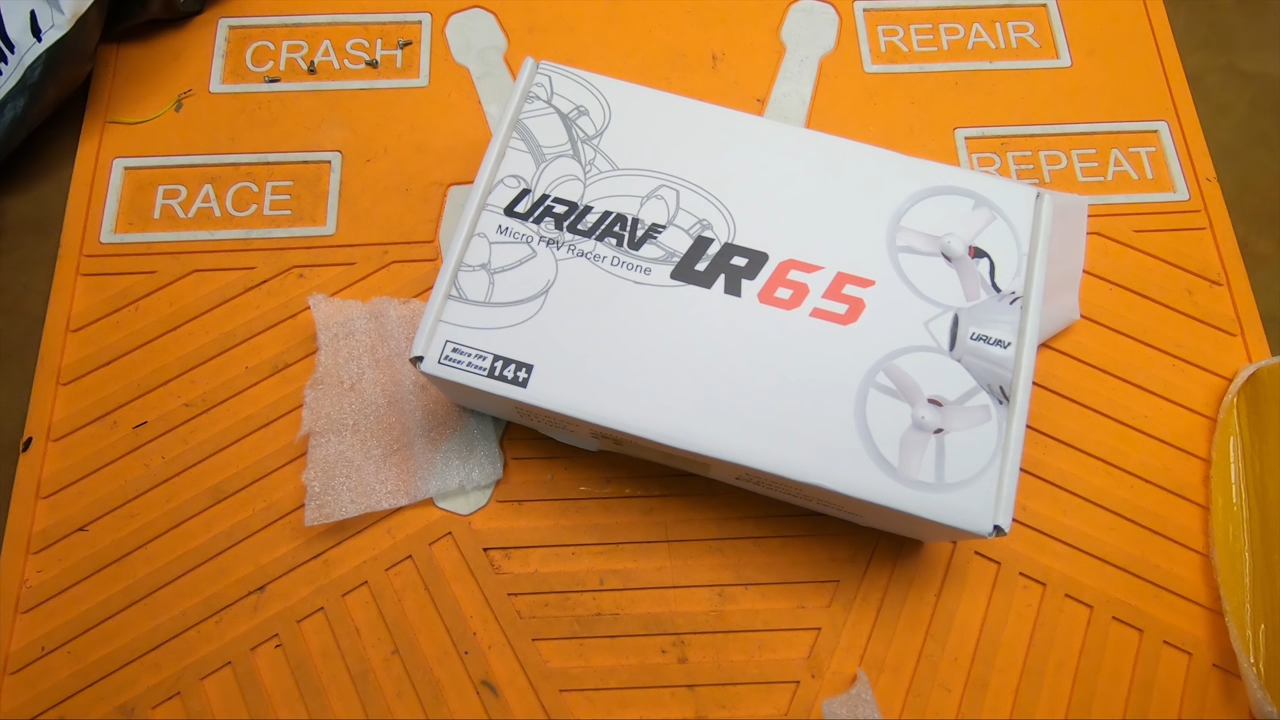 CRASH
REPAIR
RACE
REPEAT
URUAV
Micro FPV Racer Drone
UR65
URUAV
Micro FPV
Racer Drone
14+